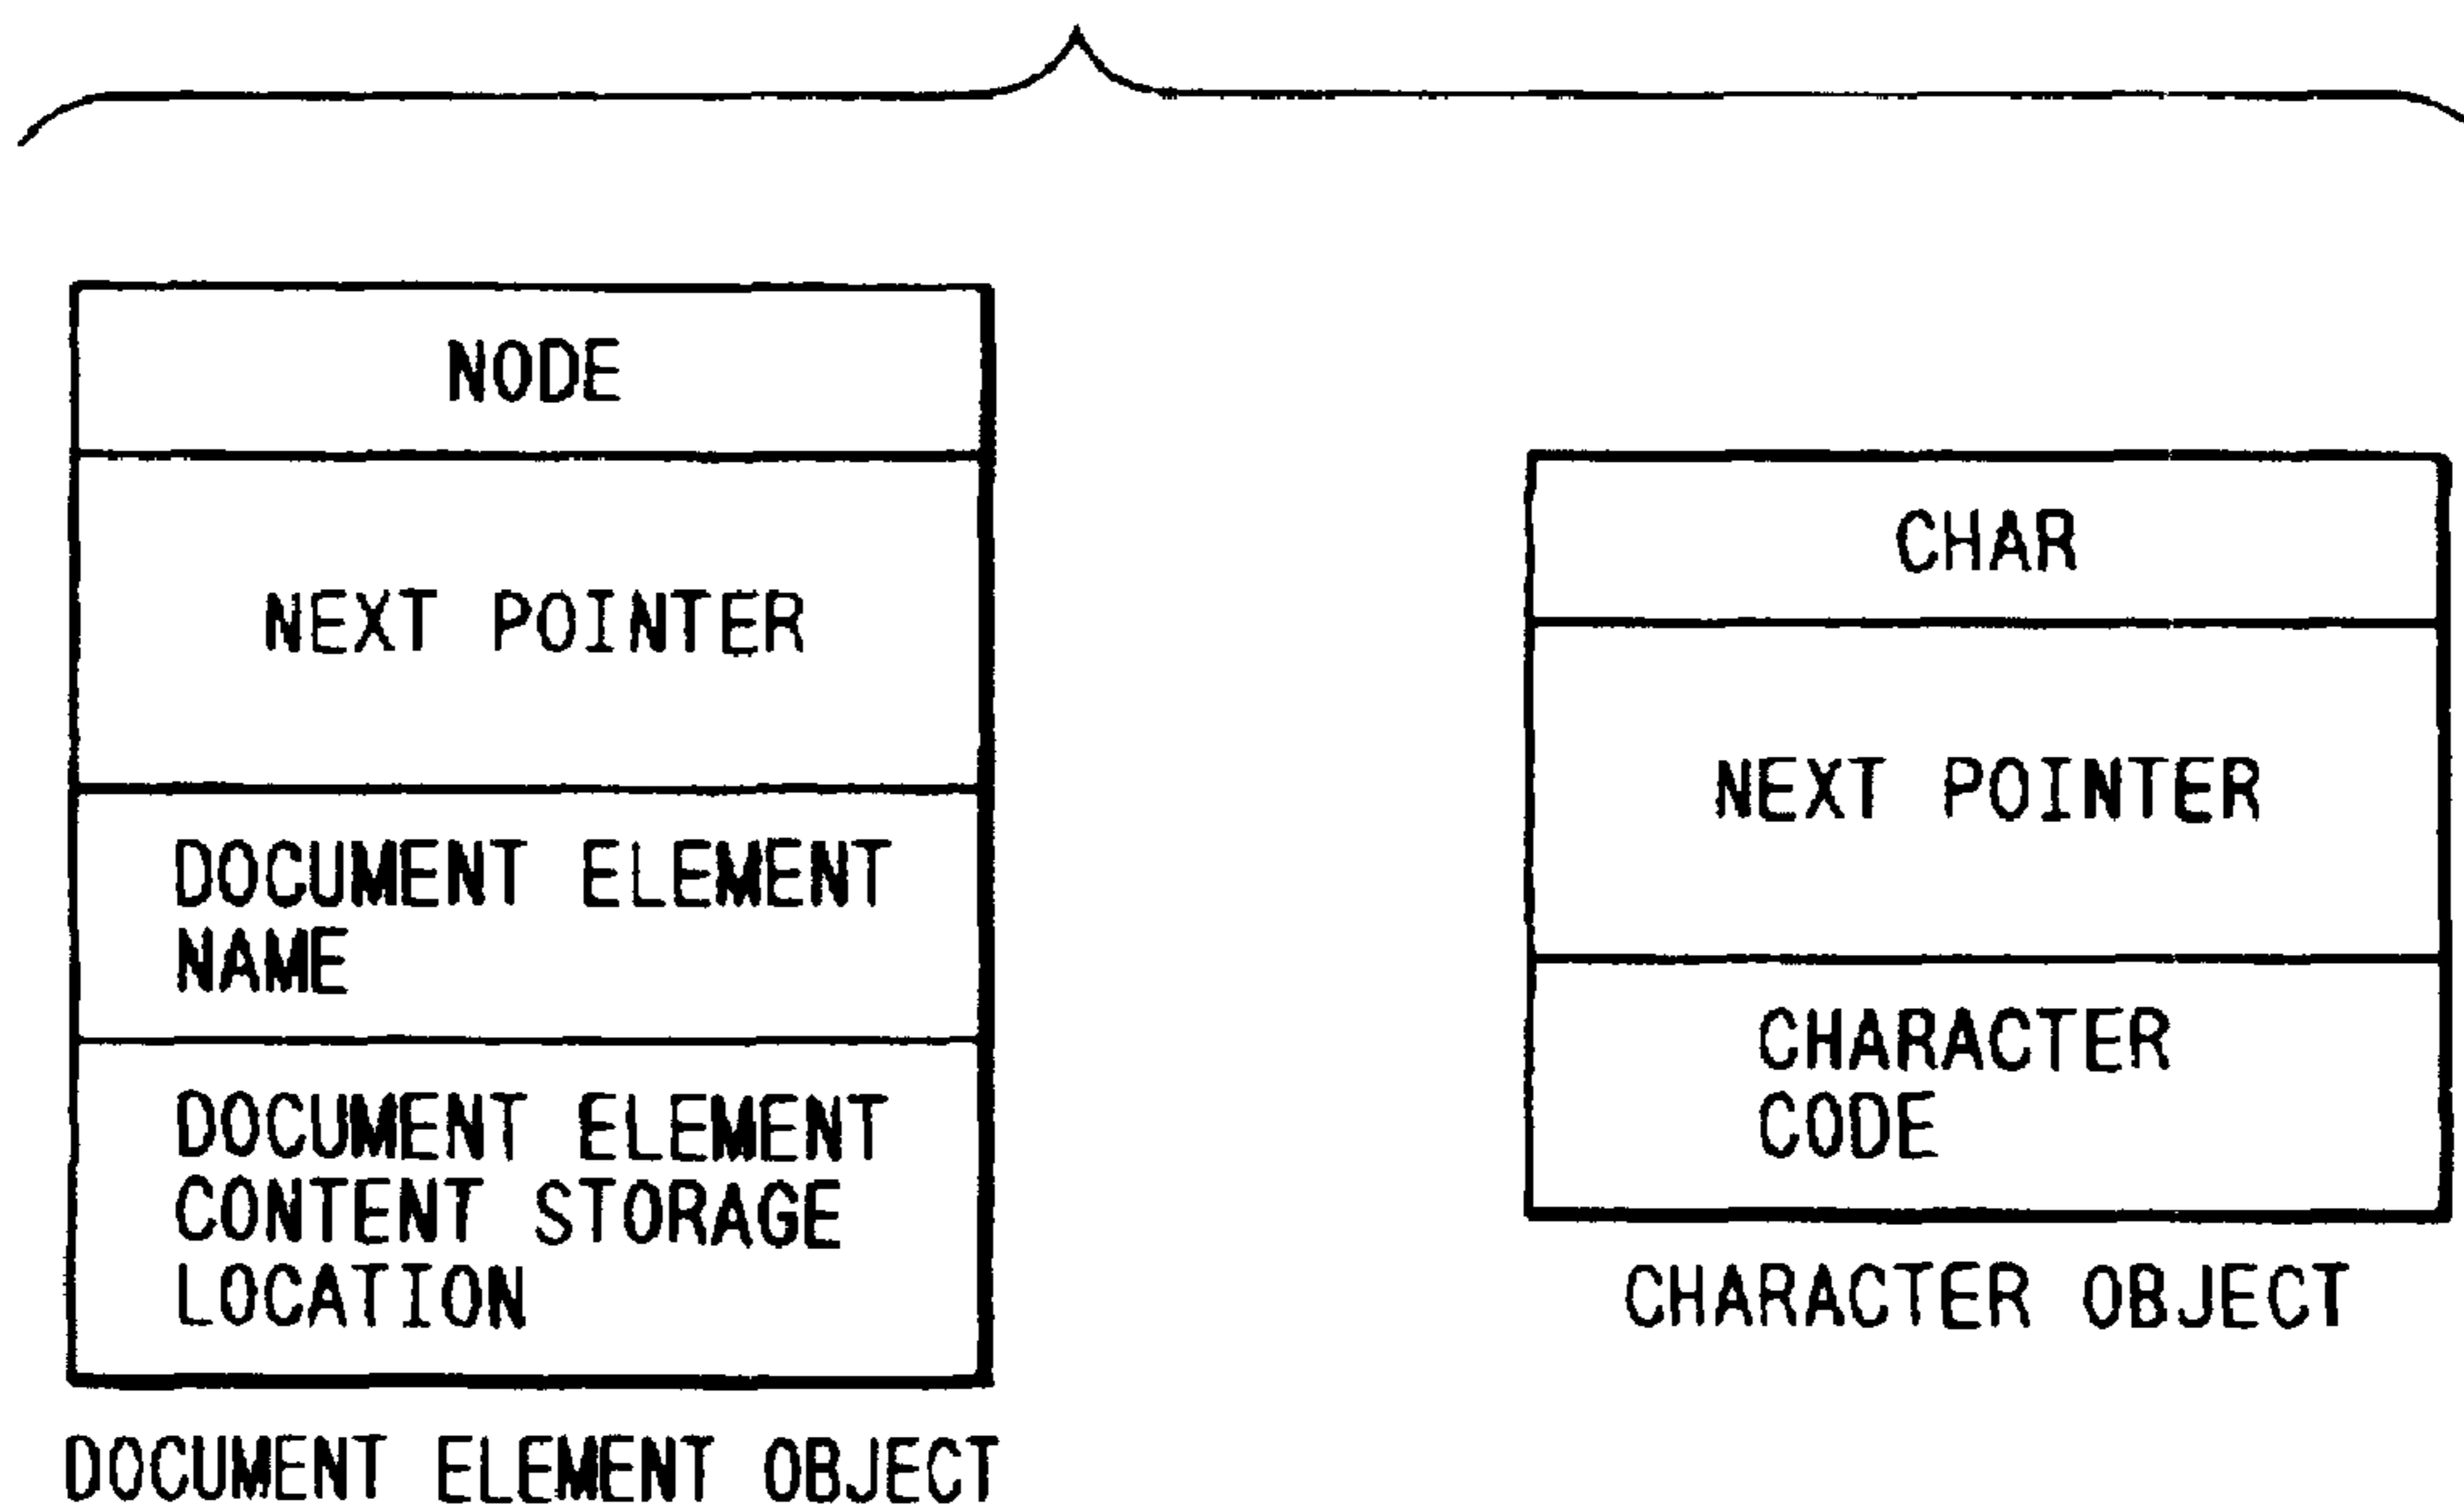 NODE
NEXT POINTER
DOCUMENT ELEMENT
NAME
DOCUMENT ELEMENT
CONTENT STORAGE
LOCATION
DOCUMENT ELEMENT OBJECT
CHAR
NEXT POINTER
CHARACTER
CODE
CHARACTER OBJECT